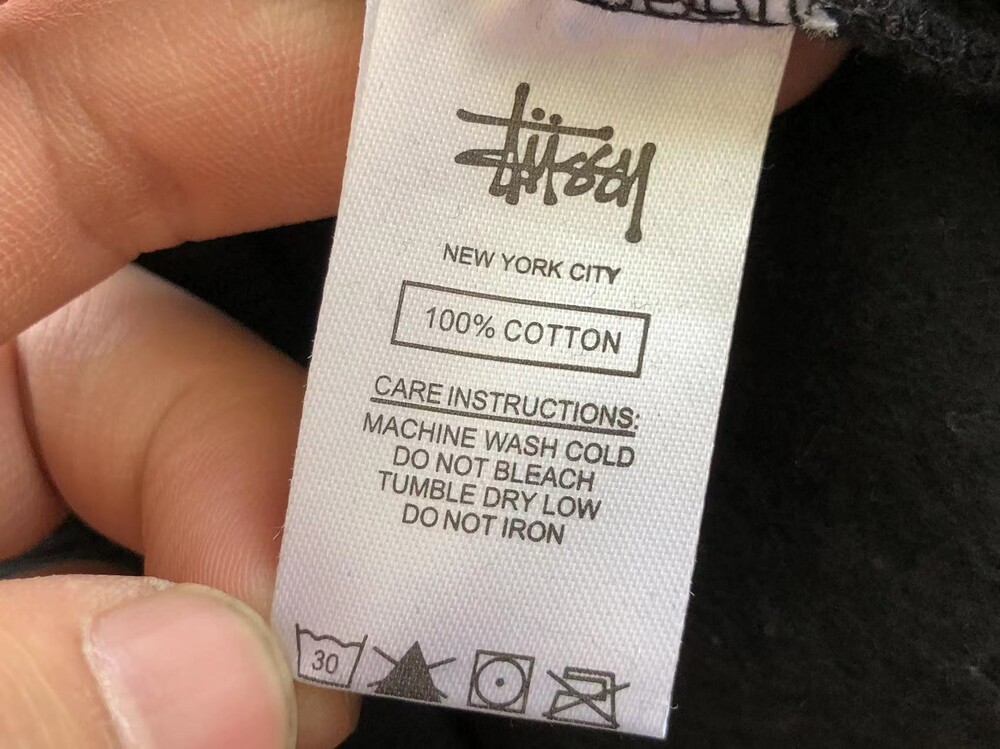 Stüssy
NEW YORK CITY
100% COTTON
CARE INSTRUCTIONS:
MACHINE WASH COLD
DO NOT BLEACH
TUMBLE DRY LOW
DO NOT IRON
30